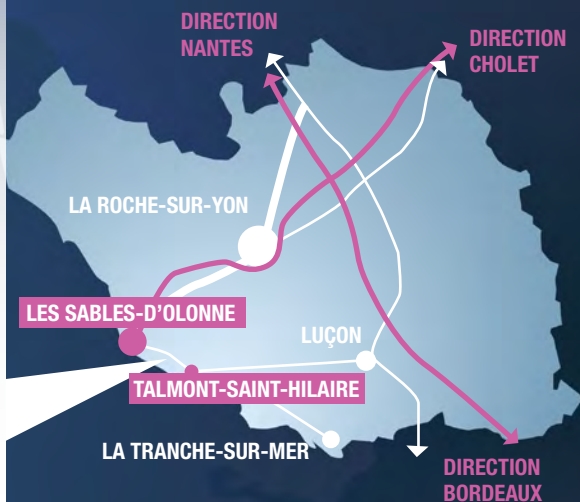 DIRECTION
NANTES
DIRECTION
CHOLET
LA ROCHE-SUR-YON
LES SABLES-D'OLONNE
LUÇON
TALMONT-SAINT-HILAIRE
LA TRANCHE-SUR-MER
DIRECTION
BORDEAUX